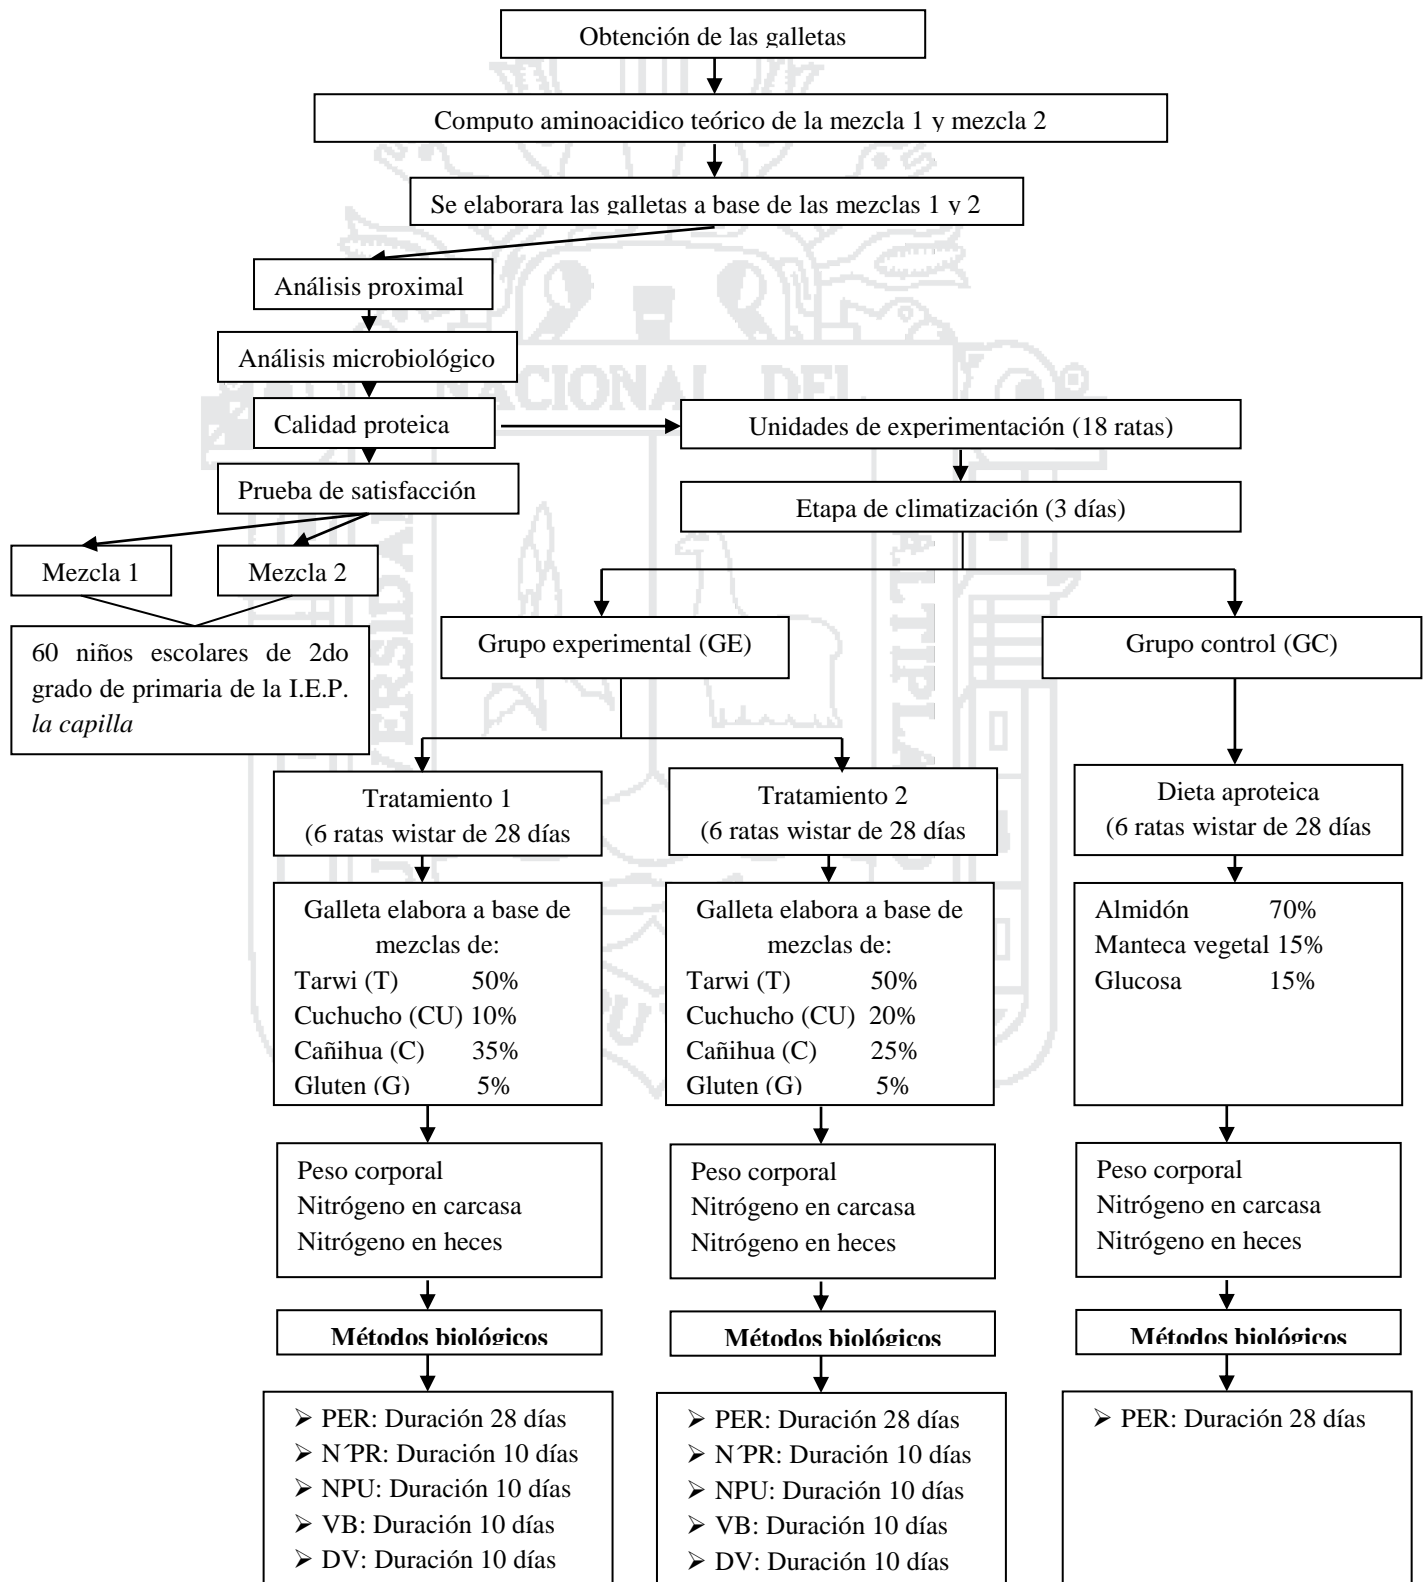 Obtención de las galletas
Computo aminoacidico teórico de la mezcla 1 y mezcla 2
Se elaborara las galletas a base de las mezclas 1 y 2
Análisis proximal
Análisis microbiológico
Calidad proteica
Unidades de experimentación (18 ratas)
Prueba de satisfacción
Etapa de climatización (3 días)
Mezcla 1
Mezcla 2
60 niños escolares de 2do
grado de primaria de la I.E.P.
la capilla
Grupo experimental (GE)
Grupo control (GC)
Tratamiento 1
(6 ratas wistar de 28 días
Tratamiento 2
(6 ratas wistar de 28 días
Dieta aproteica
(6 ratas wistar de 28 días
Galleta elabora a base de
mezclas de:
Tarwi (T) 50%
Cuchucho (CU) 10%
Cañihua (C) 35%
Gluten (G) 5%
Galleta elabora a base de
mezclas de:
Tarwi (T) 50%
Cuchucho (CU) 20%
Cañihua (C) 25%
Gluten (G) 5%
Almidón 70%
Manteca vegetal 15%
Glucosa 15%
Peso corporal
Nitrógeno en carcasa
Nitrógeno en heces
Peso corporal
Nitrógeno en carcasa
Nitrógeno en heces
Peso corporal
Nitrógeno en carcasa
Nitrógeno en heces
Métodos biológicos
Métodos biológicos
Métodos biológicos
➢ PER: Duración 28 días
➢ N´PR: Duración 10 días
➢ NPU: Duración 10 días
➢ VB: Duración 10 días
➢ DV: Duración 10 días
➢ PER: Duración 28 días
➢ N´PR: Duración 10 días
➢ NPU: Duración 10 días
➢ VB: Duración 10 días
➢ DV: Duración 10 días
➢ PER: Duración 28 días
NACIONAL DEL